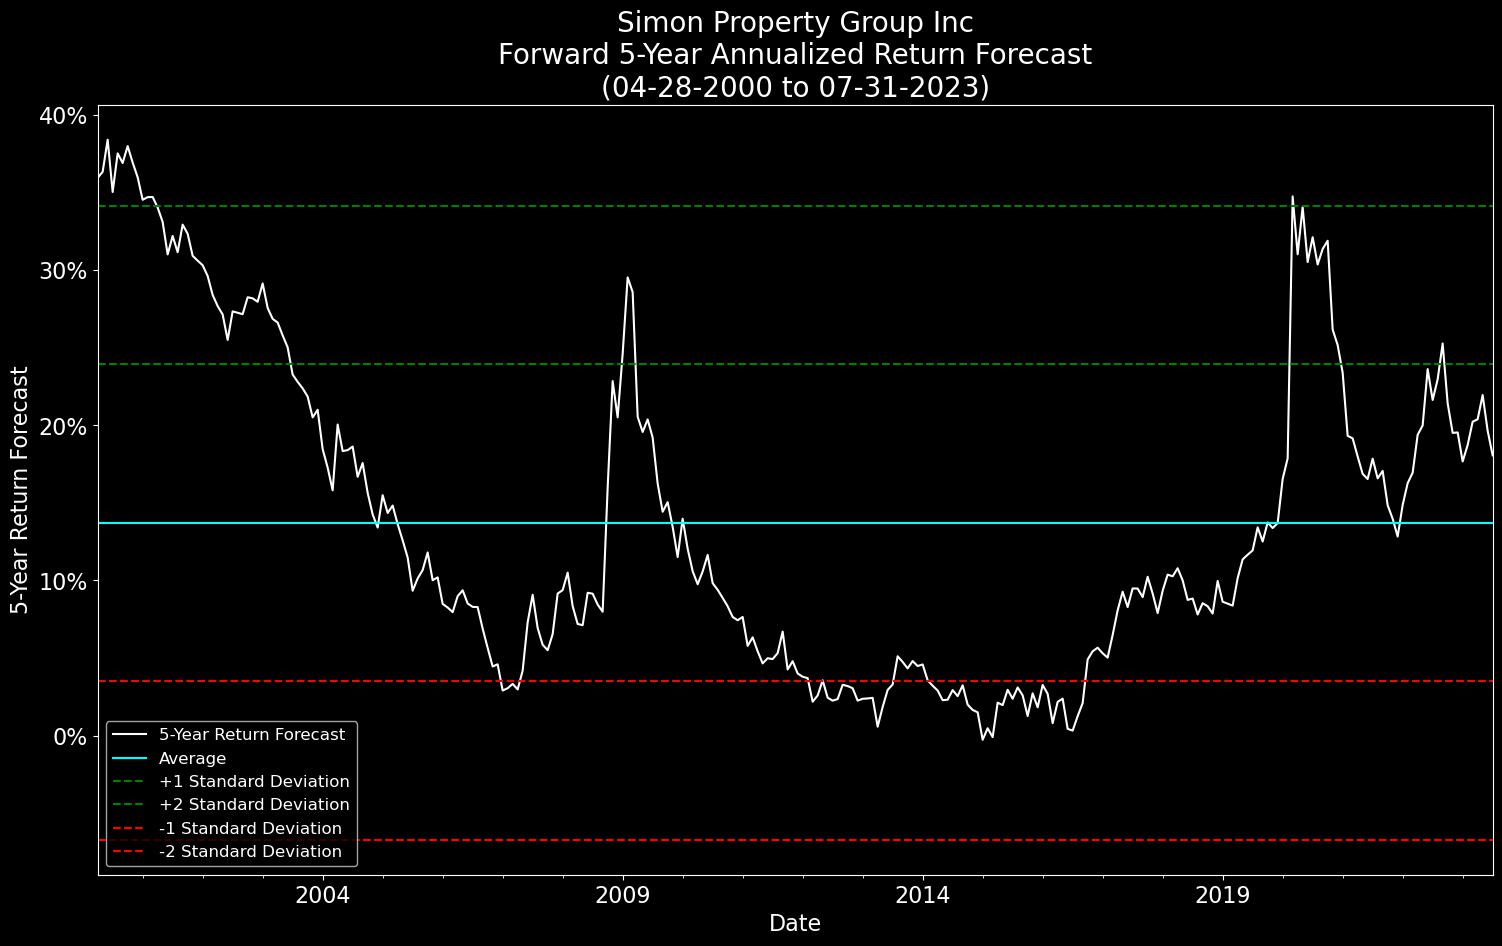 Simon Property Group Inc
Forward 5-Year Annualized Return Forecast
(04-28-2000 to 07-31-2023)
40%
30%
20%
10%
0%
5-Year Return Forecast
5-Year Return Forecast
Average
+1 Standard Deviation
+2 Standard Deviation
-1 Standard Deviation
-2 Standard Deviation
2004
2009
2014
2019
Date